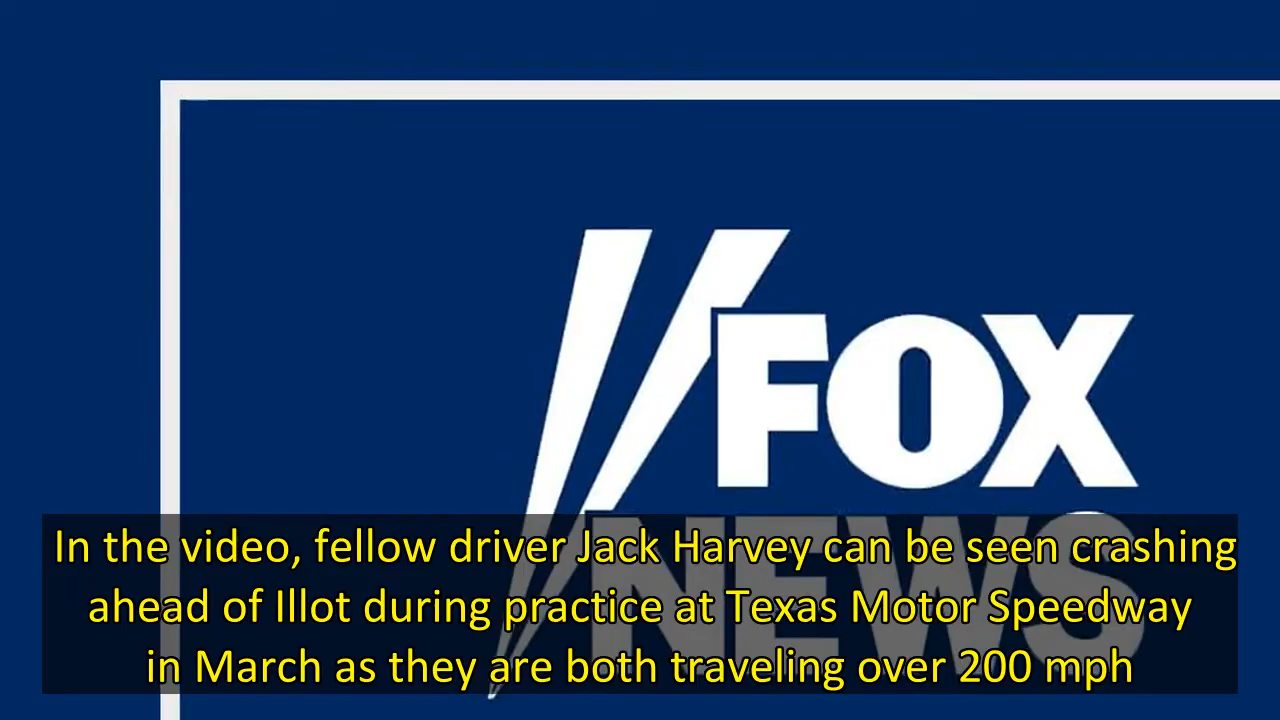 FOX
NEWS
In the video, fellow driver Jack Harvey can be seen crashing
ahead of Illot during practice at Texas Motor Speedway
in March as they are both traveling over 200 mph